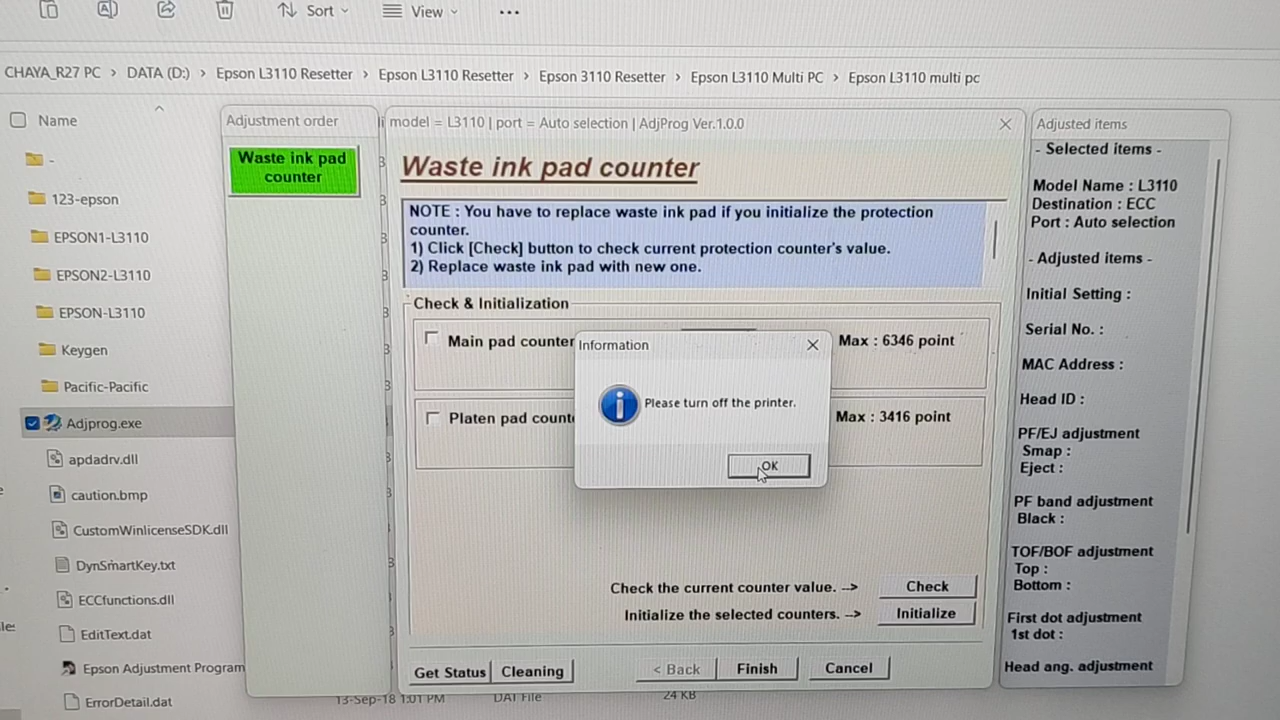 Sort
View
CHAYA_R27 PC > DATA (D:) > Epson L3110 Resetter > Epson L3110 Resetter > Epson 3110 Resetter > Epson L3110 Multi PC > Epson L3110 multi pc
Name
-
123-epson
EPSON1-L3110
EPSON2-L3110
EPSON-L3110
Keygen
Pacific-Pacific
Adjprog.exe
apdadrv.dll
caution.bmp
CustomWinlicenseSDK.dll
DynSmartKey.txt
ECCfunctions.dll
EditText.dat
Epson Adjustment Program
ErrorDetail.dat
13-Sep-18 1:01 PM DAT File 24 KB
Adjustment order
Waste ink pad
counter
model = L3110 | port = Auto selection | AdjProg Ver.1.0.0
Waste ink pad counter
NOTE : You have to replace waste ink pad if you initialize the protection
counter.
1) Click [Check] button to check current protection counter's value.
2) Replace waste ink pad with new one.
Check & Initialization
Main pad counter
Max : 6346 point
Platen pad
Max : 3416 point
Information
Please turn off the printer.
OK
Check the current counter value. -->
Check
Initialize the selected counters. -->
Initialize
Get Status
Cleaning
< Back
Finish
Cancel
Adjusted items
- Selected items -
Model Name : L3110
Destination : ECC
Port : Auto selection
- Adjusted items -
Initial Setting :
Serial No. :
MAC Address :
Head ID :
PF/EJ adjustment
Smap :
Eject :
PF band adjustment
Black :
TOF/BOF adjustment
Top :
Bottom :
First dot adjustment
1st dot :
Head ang. adjustment